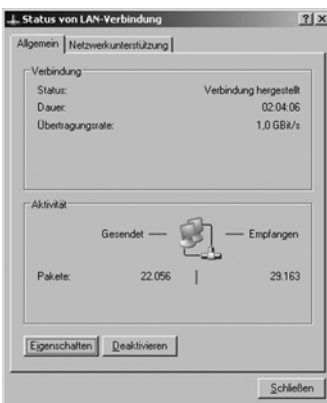 Status von LAN-Verbindung
Allgemein Netzwerkunterstützung
Verbindung
Status: Verbindung hergestellt
Dauer: 02:04:06
Übertragungsrate: 1,0 GBit/s
Aktivität
Gesendet Empfangen
Pakete: 22.056 29.163
Eigenschaften Deaktivieren
Schließen